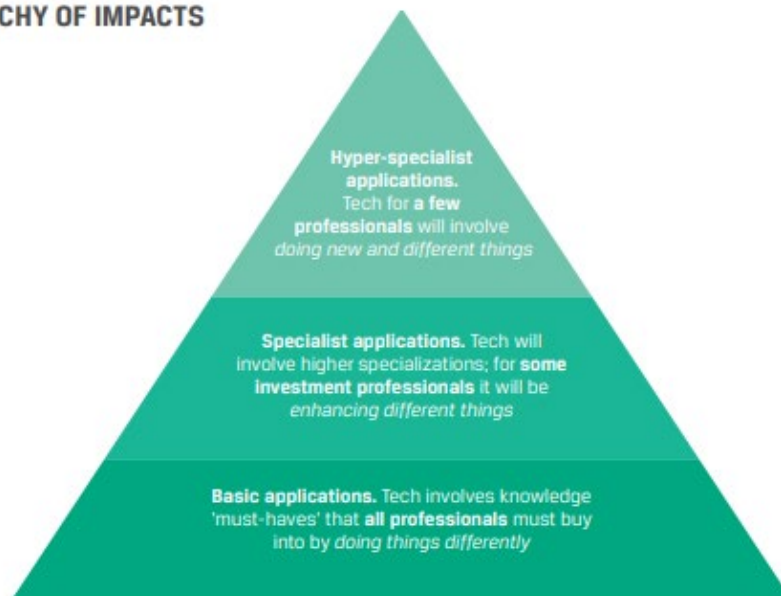 CHY OF IMPACTS
Hyper-specialist
applications.
Tech for a few
professionals will involve
doing new and different things
Specialist applications. Tech will
involve higher specializations; for some
investment professionals it will be
enhancing different things
Basic applications. Tech involves knowledge
'must-haves' that all professionals must buy
into by doing things differently